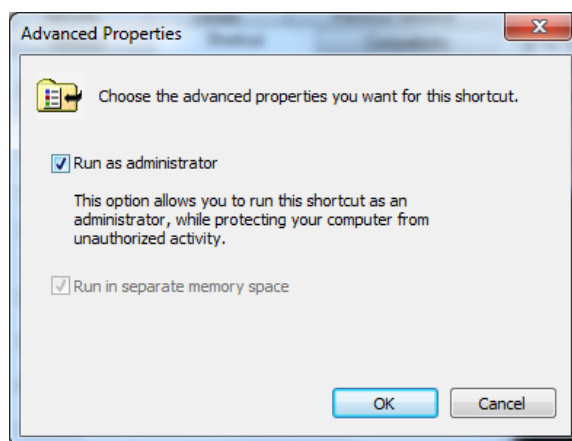 Advanced Properties
Choose the advanced properties you want for this shortcut.
Run as administrator
This option allows you to run this shortcut as an
administrator, while protecting your computer from
unauthorized activity.
Run in separate memory space
OK
Cancel